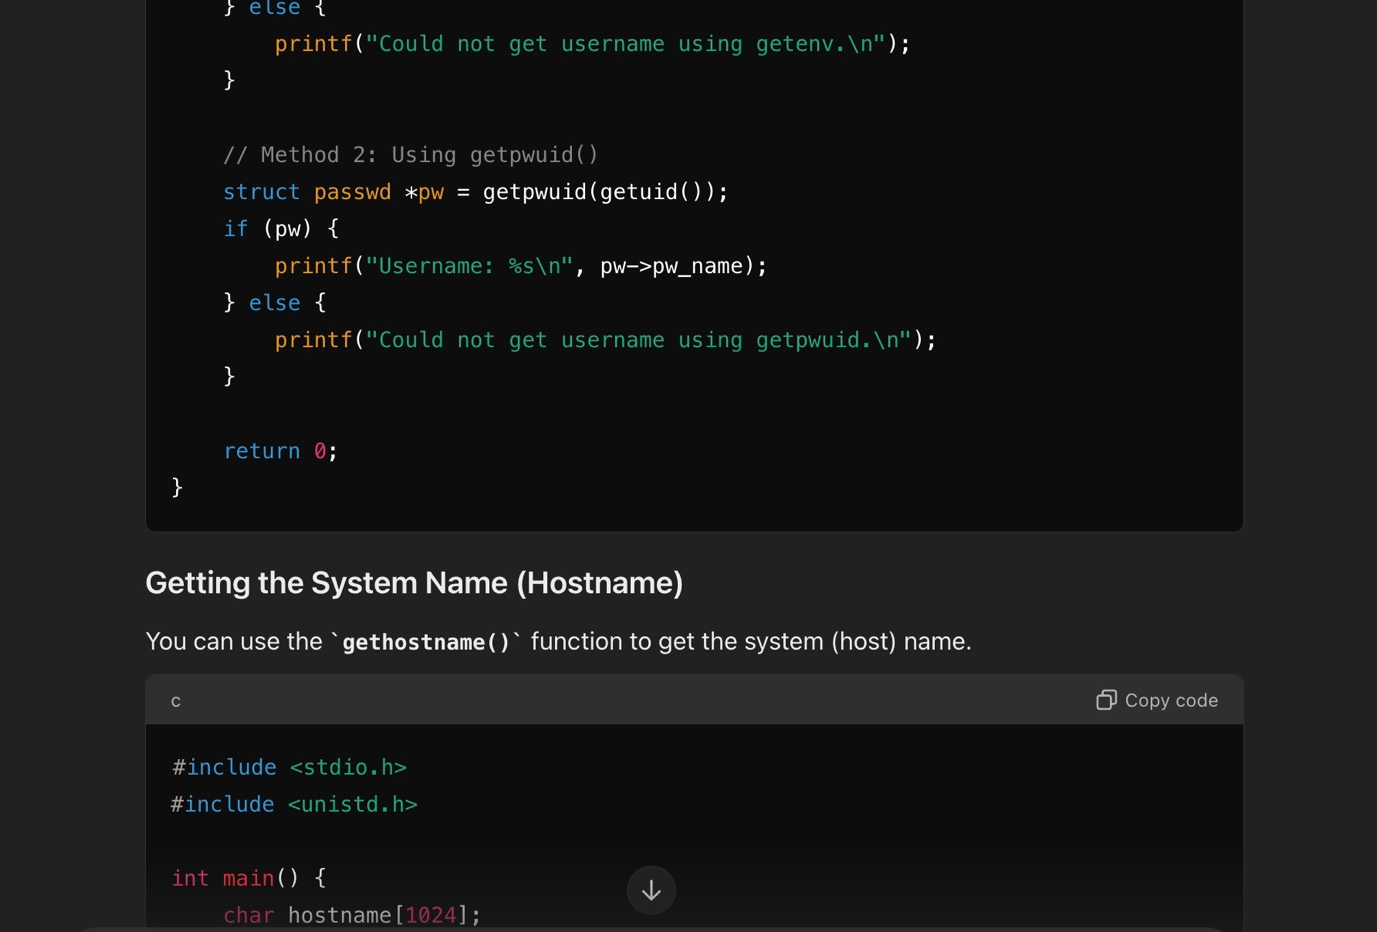 } else {
        printf("Could not get username using getenv.\n");
    }

    // Method 2: Using getpwuid()
    struct passwd *pw = getpwuid(getuid());
    if (pw) {
        printf("Username: %s\n", pw->pw_name);
    } else {
        printf("Could not get username using getpwuid.\n");
    }

    return 0;
}
Getting the System Name (Hostname)
You can use the `gethostname()` function to get the system (host) name.
c Copy code
#include <stdio.h>
#include <unistd.h>

int main() {
    char hostname[1024];